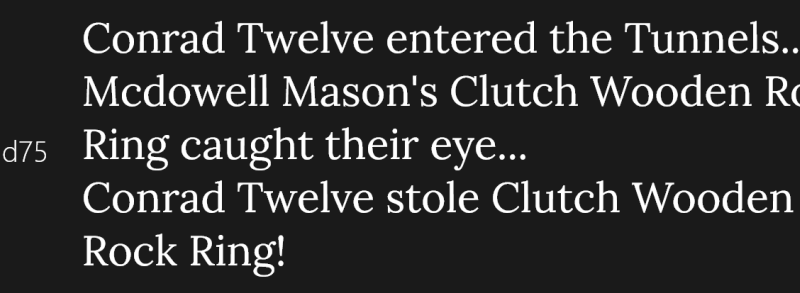 Conrad Twelve entered the Tunnels..
Mcdowell Mason's Clutch Wooden Ro
d75 Ring caught their eye...
Conrad Twelve stole Clutch Wooden
Rock Ring!